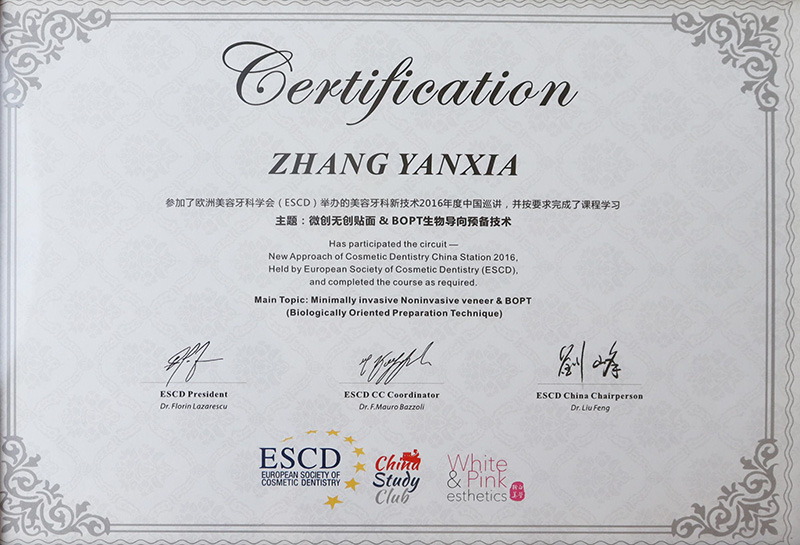 Certification
ZHANG YANXIA
参加了欧洲美容牙科学会（ESCD）举办的美容牙科新技术2016年度中国巡讲，并按要求完成了课程学习
主题：微创无创贴面 & BOPT生物导向预备技术
Has participated the circuit —
New Approach of Cosmetic Dentistry China Station 2016,
Held by European Society of Cosmetic Dentistry (ESCD),
and completed the course as required.
Main Topic: Minimally invasive Noninvasive veneer & BOPT
(Biologically Oriented Preparation Technique)
劉峰
ESCD President
Dr. Florin Lazarescu
ESCD CC Coordinator
Dr. F.Mauro Bazzoli
ESCD China Chairperson
Dr. Liu Feng
ESCD
EUROPEAN SOCIETY OF
COSMETIC DENTISTRY
China
Study
Club
White
& Pink
esthetics